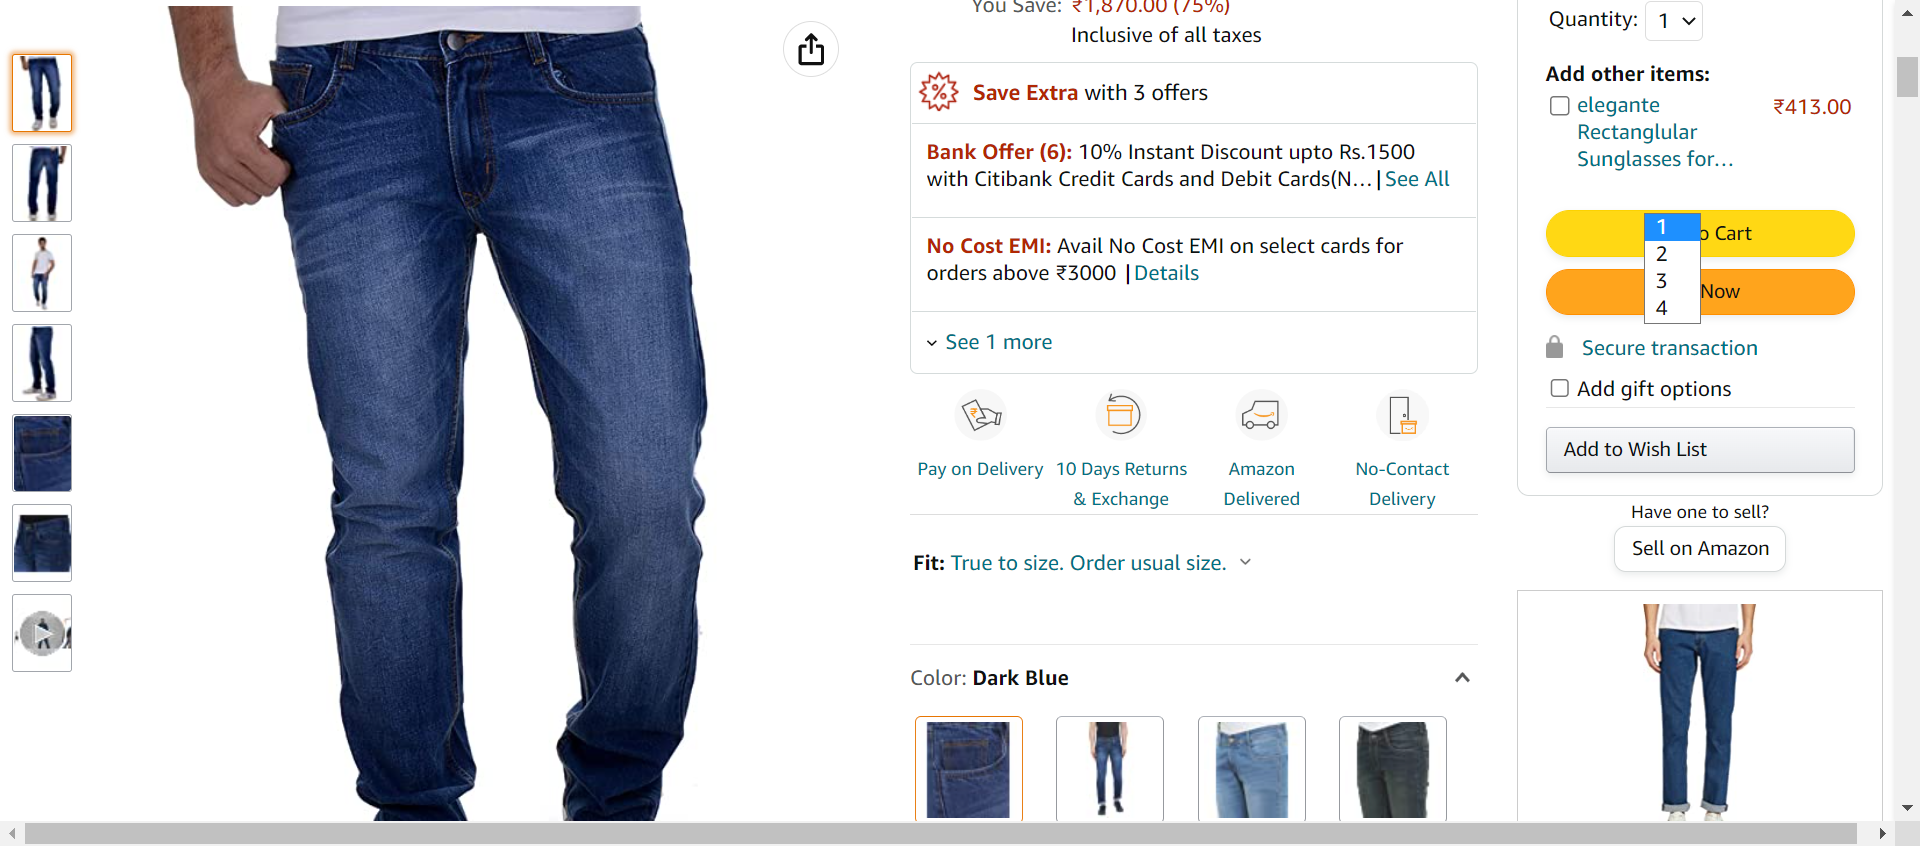 You Save: ₹1,870.00 (75%)
Inclusive of all taxes
Save Extra with 3 offers
Bank Offer (6): 10% Instant Discount upto Rs.1500
with Citibank Credit Cards and Debit Cards(N... | See All
No Cost EMI: Avail No Cost EMI on select cards for
orders above ₹3000 | Details
See 1 more
Pay on Delivery
10 Days Returns
& Exchange
Amazon
Delivered
No-Contact
Delivery
Fit: True to size. Order usual size.
Color: Dark Blue
Quantity: 1
Add other items:
elegante
Rectanglular
Sunglasses for...
₹413.00
o Cart
Now
1
2
3
4
Secure transaction
Add gift options
Add to Wish List
Have one to sell?
Sell on Amazon